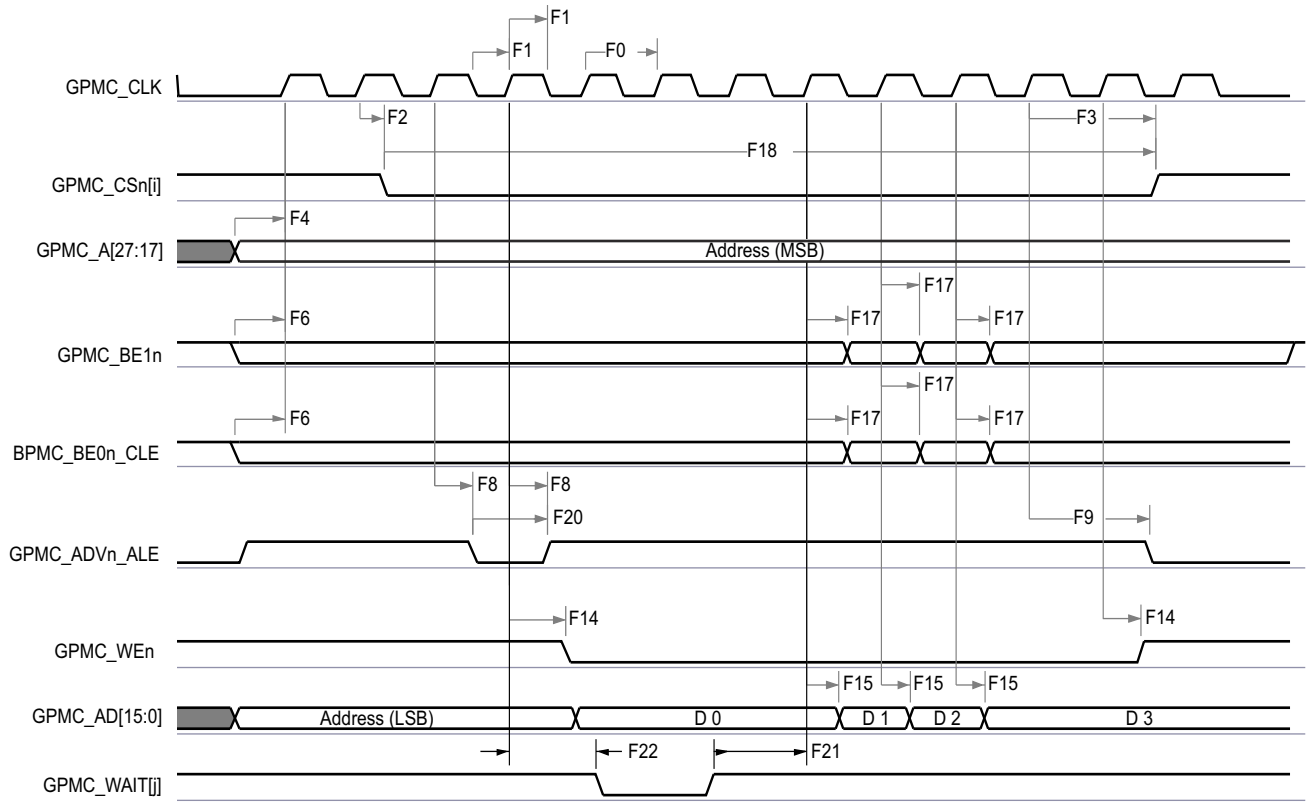 F1
F1
F0
GPMC_CLK
F2
F3
F18
GPMC_CSn[i]
F4
GPMC_A[27:17]
Address (MSB)
F17
F6
F17
F17
GPMC_BE1n
F17
F6
F17
F17
BPMC_BE0n_CLE
F8
F8
F20
F9
GPMC_ADVn_ALE
F14
F14
GPMC_WEn
F15
F15
F15
GPMC_AD[15:0]
Address (LSB)
D 0
D 1
D 2
D 3
F22
F21
GPMC_WAIT[j]